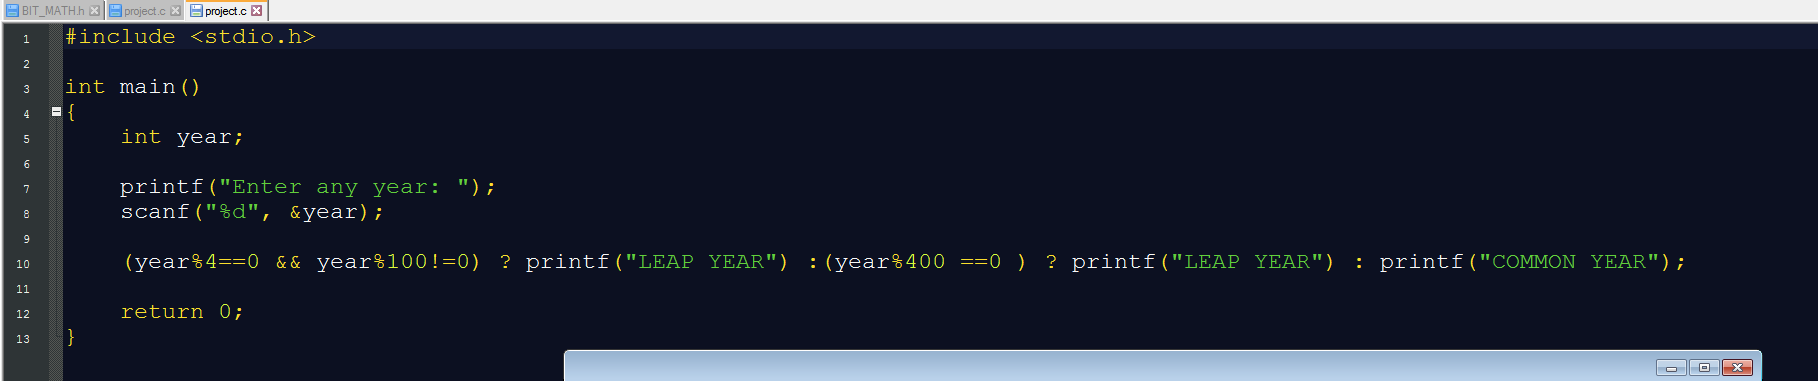 BIT_MATH.h project.c project.c
1 #include <stdio.h>
2
3 int main()
4 {
5 int year;
6
7 printf("Enter any year: ");
8 scanf("%d", &year);
9
10 (year%4==0 && year%100!=0) ? printf("LEAP YEAR") :(year%400 ==0 ) ? printf("LEAP YEAR") : printf("COMMON YEAR");
11
12 return 0;
13 }